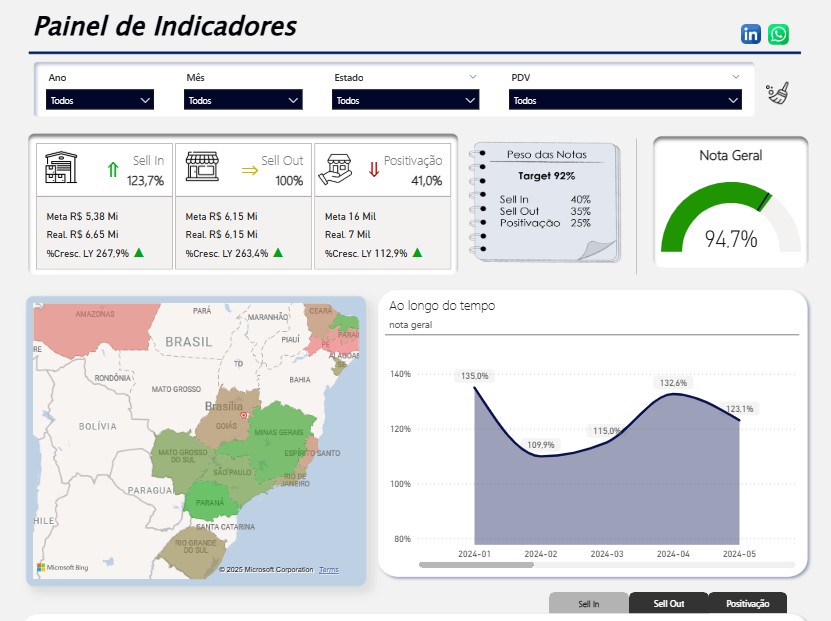 Painel de Indicadores
in
Ano
Mês
Estado
PDV
Todos
Todos
Todos
Todos
Sell In
123,7%
Sell Out
100%
Positivação
41,0%
Meta R$ 5,38 Mi
Real. R$ 6,65 Mi
%Cresc. LY 267,9%
Meta R$ 6,15 Mi
Real. R$ 6,15 Mi
%Cresc. LY 263,4%
Meta 16 Mil
Real. 7 Mil
%Cresc. LY 112,9%
Peso das Notas
Target 92%
Sell In 40%
Sell Out 35%
Positivação 25%
Nota Geral
94,7%
AMAZONAS
PARÁ
MARANHÃO
CEARÁ
PARAÍ
PIAUÍ
PE
ALAGOAS
SE
RE
BRASIL
TO
RONDÔNIA
MATO GROSSO
BAHIA
Brasília
GOIÁS
BOLÍVIA
MINAS GERAIS
MATO GROSSO
DO SUL
ESPÍRITO SANTO
SÃO PAULO
RIO DE
JANEIRO
PARAGUA
PARANÁ
HILE
SANTA CATARINA
RIO GRANDE
DO SUL
Microsoft Bing
© 2025 Microsoft Corporation Terms
Ao longo do tempo
nota geral
140%
120%
100%
80%
135,0%
109,9%
115,0%
132,6%
123,1%
2024-01
2024-02
2024-03
2024-04
2024-05
Sell In
Sell Out
Positivação